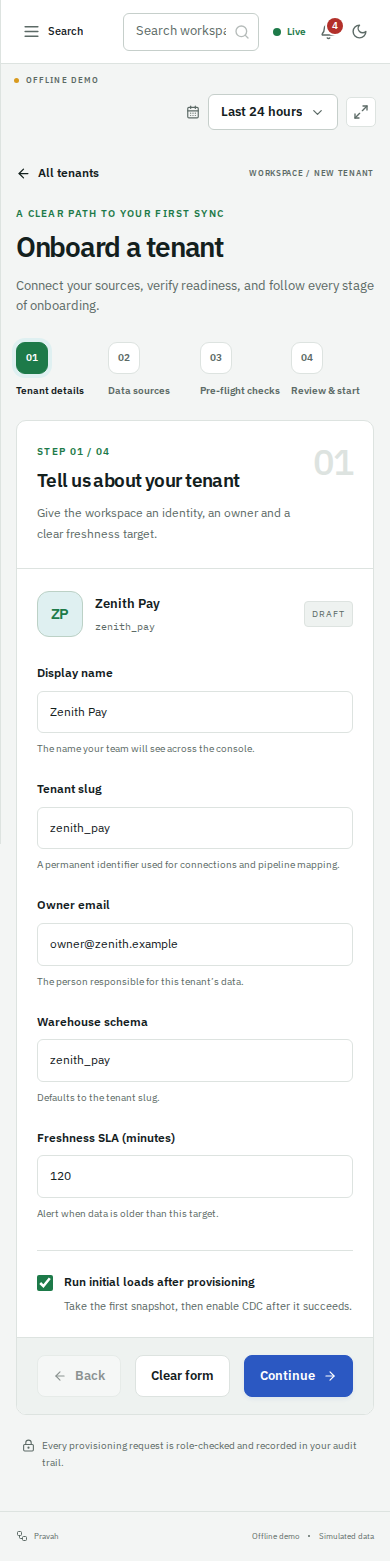 Search
Search workspa
Live
4
OFFLINE DEMO
Last 24 hours
All tenants
WORKSPACE / NEW TENANT
A CLEAR PATH TO YOUR FIRST SYNC
Onboard a tenant
Connect your sources, verify readiness, and follow every stage
of onboarding.
01
02
03
04
Tenant details
Data sources
Pre-flight checks
Review & start
STEP 01 / 04
01
Tell us about your tenant
Give the workspace an identity, an owner and a
clear freshness target.
ZP
Zenith Pay
zenith_pay
DRAFT
Display name
Zenith Pay
The name your team will see across the console.
Tenant slug
zenith_pay
A permanent identifier used for connections and pipeline mapping.
Owner email
owner@zenith.example
The person responsible for this tenant's data.
Warehouse schema
zenith_pay
Defaults to the tenant slug.
Freshness SLA (minutes)
120
Alert when data is older than this target.
Run initial loads after provisioning
Take the first snapshot, then enable CDC after it succeeds.
Back
Clear form
Continue
Every provisioning request is role-checked and recorded in your audit
trail.
Pravah
Offline demo • Simulated data